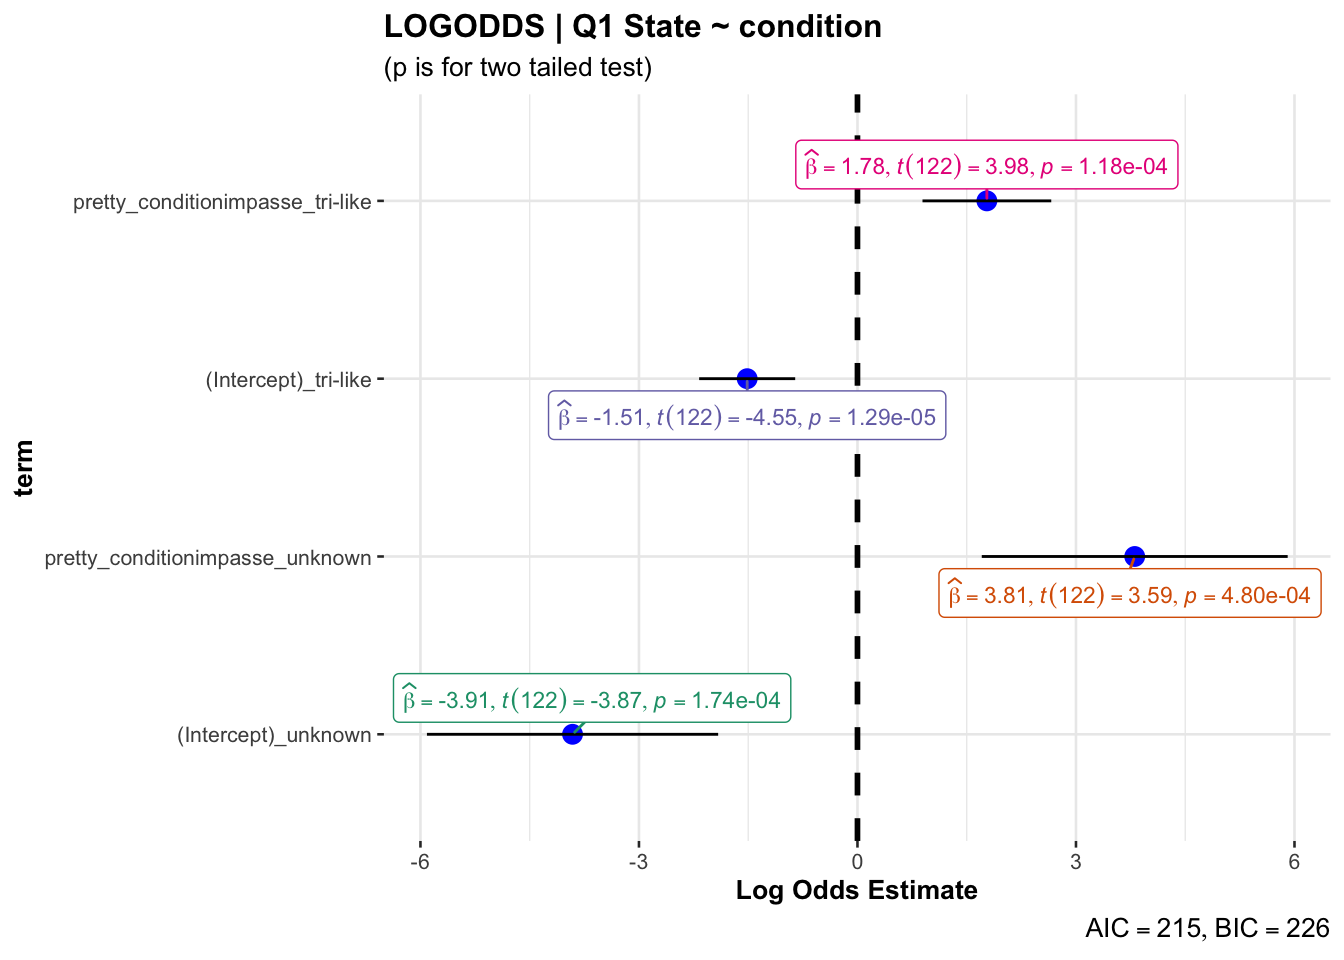 LOGODDS | Q1 State ~ condition
(p is for two tailed test)
term
pretty_conditionimpasse_tri-like
β̂ = 1.78, t(122) = 3.98, p = 1.18e-04
(Intercept)_tri-like
β̂ = -1.51, t(122) = -4.55, p = 1.29e-05
pretty_conditionimpasse_unknown
β̂ = 3.81, t(122) = 3.59, p = 4.80e-04
β̂ = -3.91, t(122) = -3.87, p = 1.74e-04
(Intercept)_unknown
-6 -3 0 3 6
Log Odds Estimate
AIC = 215, BIC = 226